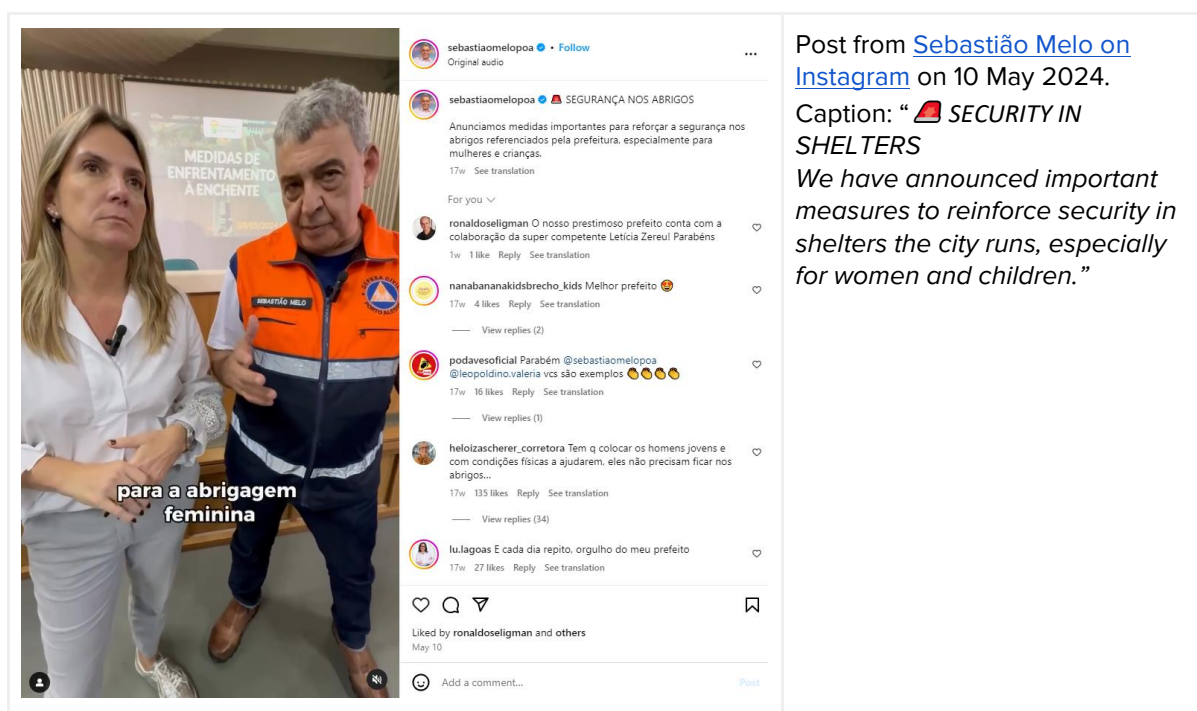 MEDIDAS DE
ENFRENTAMENTO
À ENCHENTE
SEBASTIÃO MELO
para a abrigagem
feminina
sebastiaomelopoa • Follow
Original audio
sebastiaomelopoa 🚨 SEGURANÇA NOS ABRIGOS
Anunciamos medidas importantes para reforçar a segurança nos
abrigos referenciados pela prefeitura, especialmente para
mulheres e crianças.
17w See translation
For you
ronaldoseligman O nosso prestimoso prefeito conta com a
colaboração da super competente Letícia Zereu! Parabéns
1w 1 like Reply See translation
nanabananakidsbrecho_kids Melhor prefeito 🤩
17w 4 likes Reply See translation
View replies (2)
podavesoficial Parabém @sebastiaomelopoa
@leopoldino.valeria vcs são exemplos 👏👏👏👏
17w 16 likes Reply See translation
View replies (1)
heloizascherer_corretora Tem q colocar os homens jovens e
com condições físicas a ajudarem, eles não precisam ficar nos
abrigos...
17w 135 likes Reply See translation
View replies (34)
lu.lagoas E cada dia repito, orgulho do meu prefeito
17w 27 likes Reply See translation
Liked by ronaldoseligman and others
May 10
Add a comment...
Post
Post from Sebastião Melo on
Instagram on 10 May 2024.
Caption: “ 🚨 SECURITY IN
SHELTERS
We have announced important
measures to reinforce security in
shelters the city runs, especially
for women and children.”